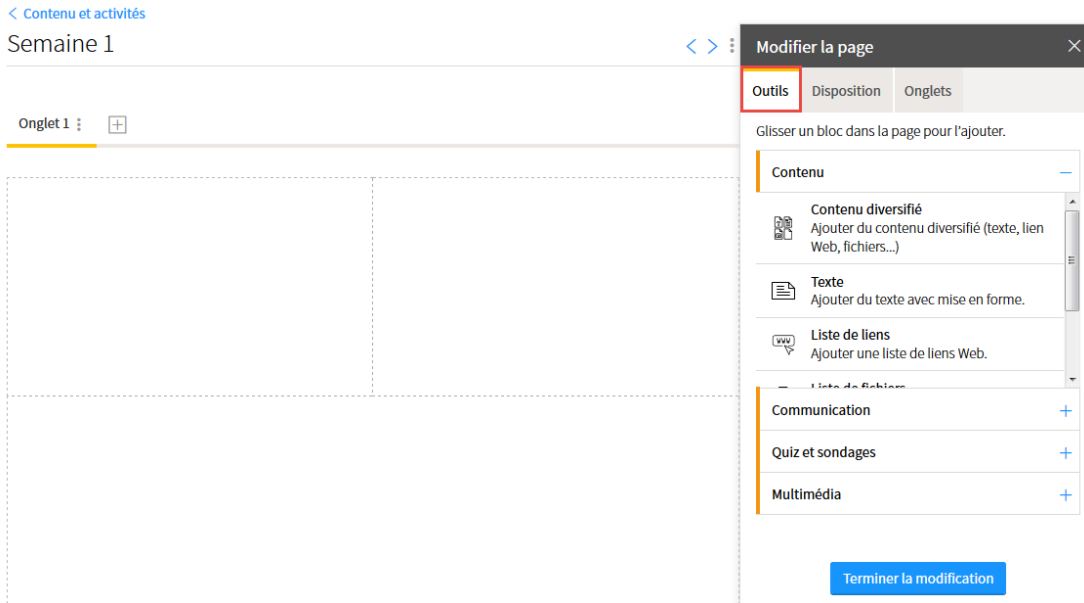 Contenu et activités
Semaine 1
Onglet 1
Modifier la page
Outils
Disposition
Onglets
Glisser un bloc dans la page pour l'ajouter.
Contenu
Contenu diversifié
Ajouter du contenu diversifié (texte, lien
Web, fichiers...)
Texte
Ajouter du texte avec mise en forme.
Liste de liens
Ajouter une liste de liens Web.
Liste de fichiers
Communication
Quiz et sondages
Multimédia
Terminer la modification